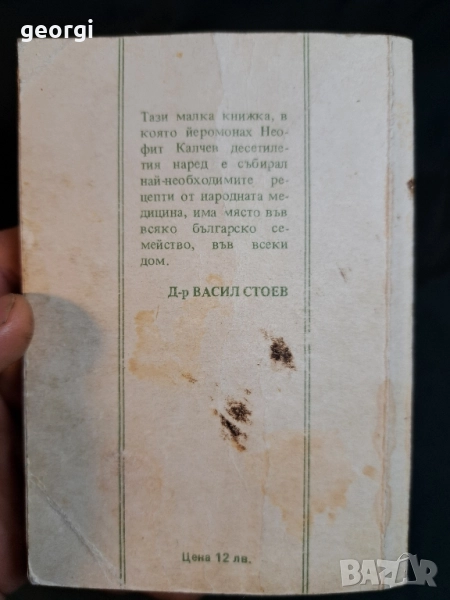 georgi
Тази малка книжка, в
която йеромонах Нео-
фит Калчев десетиле-
тия наред е събирал
най-необходимите ре-
цепти от народната ме-
дицина, има място във
всяко българско се-
мейство, във всеки
дом.
Д-р ВАСИЛ СТОЕВ
Цена 12 лв.
BAZAR